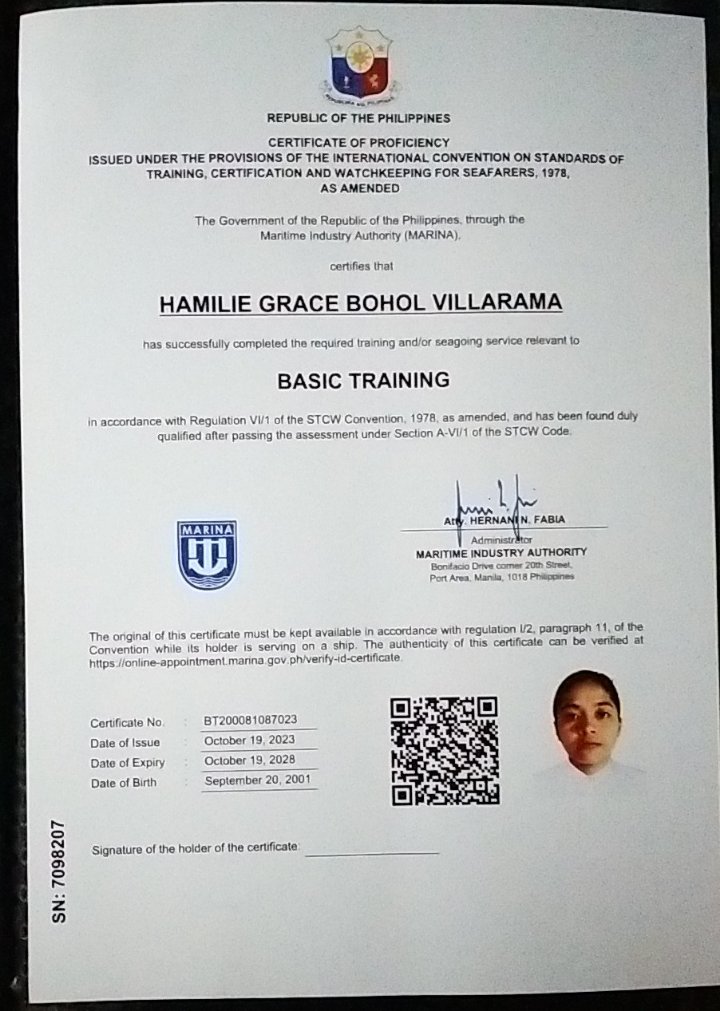 REPUBLIC OF THE PHILIPPINES
CERTIFICATE OF PROFICIENCY
ISSUED UNDER THE PROVISIONS OF THE INTERNATIONAL CONVENTION ON STANDARDS OF
TRAINING, CERTIFICATION AND WATCHKEEPING FOR SEAFARERS, 1978,
AS AMENDED
The Government of the Republic of the Philippines, through the
Maritime Industry Authority (MARINA),
certifies that
HAMILIE GRACE BOHOL VILLARAMA
has successfully completed the required training and/or seagoing service relevant to
BASIC TRAINING
in accordance with Regulation VI/1 of the STCW Convention, 1978, as amended, and has been found duly
qualified after passing the assessment under Section A-VI/1 of the STCW Code.
MARINA
Atty. HERNANI N. FABIA
Administrator
MARITIME INDUSTRY AUTHORITY
Bonifacio Drive corner 20th Street,
Port Area, Manila, 1018 Philippines
The original of this certificate must be kept available in accordance with regulation I/2, paragraph 11, of the
Convention while its holder is serving on a ship. The authenticity of this certificate can be verified at
https://online-appointment.marina.gov.ph/verify-id-certificate.
Certificate No. : BT200081087023
Date of Issue : October 19, 2023
Date of Expiry : October 19, 2028
Date of Birth : September 20, 2001
Signature of the holder of the certificate:
SN: 7098207